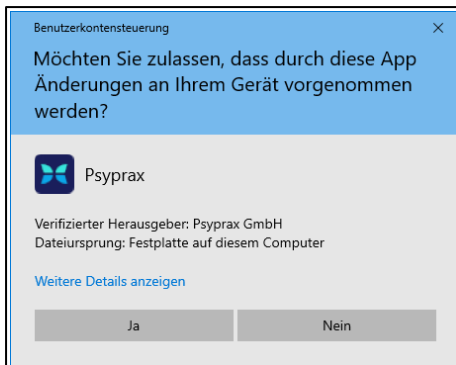 Benutzerkontensteuerung
Möchten Sie zulassen, dass durch diese App
Änderungen an Ihrem Gerät vorgenommen
werden?
Psyprax
Verifizierter Herausgeber: Psyprax GmbH
Dateiursprung: Festplatte auf diesem Computer
Weitere Details anzeigen
Ja
Nein